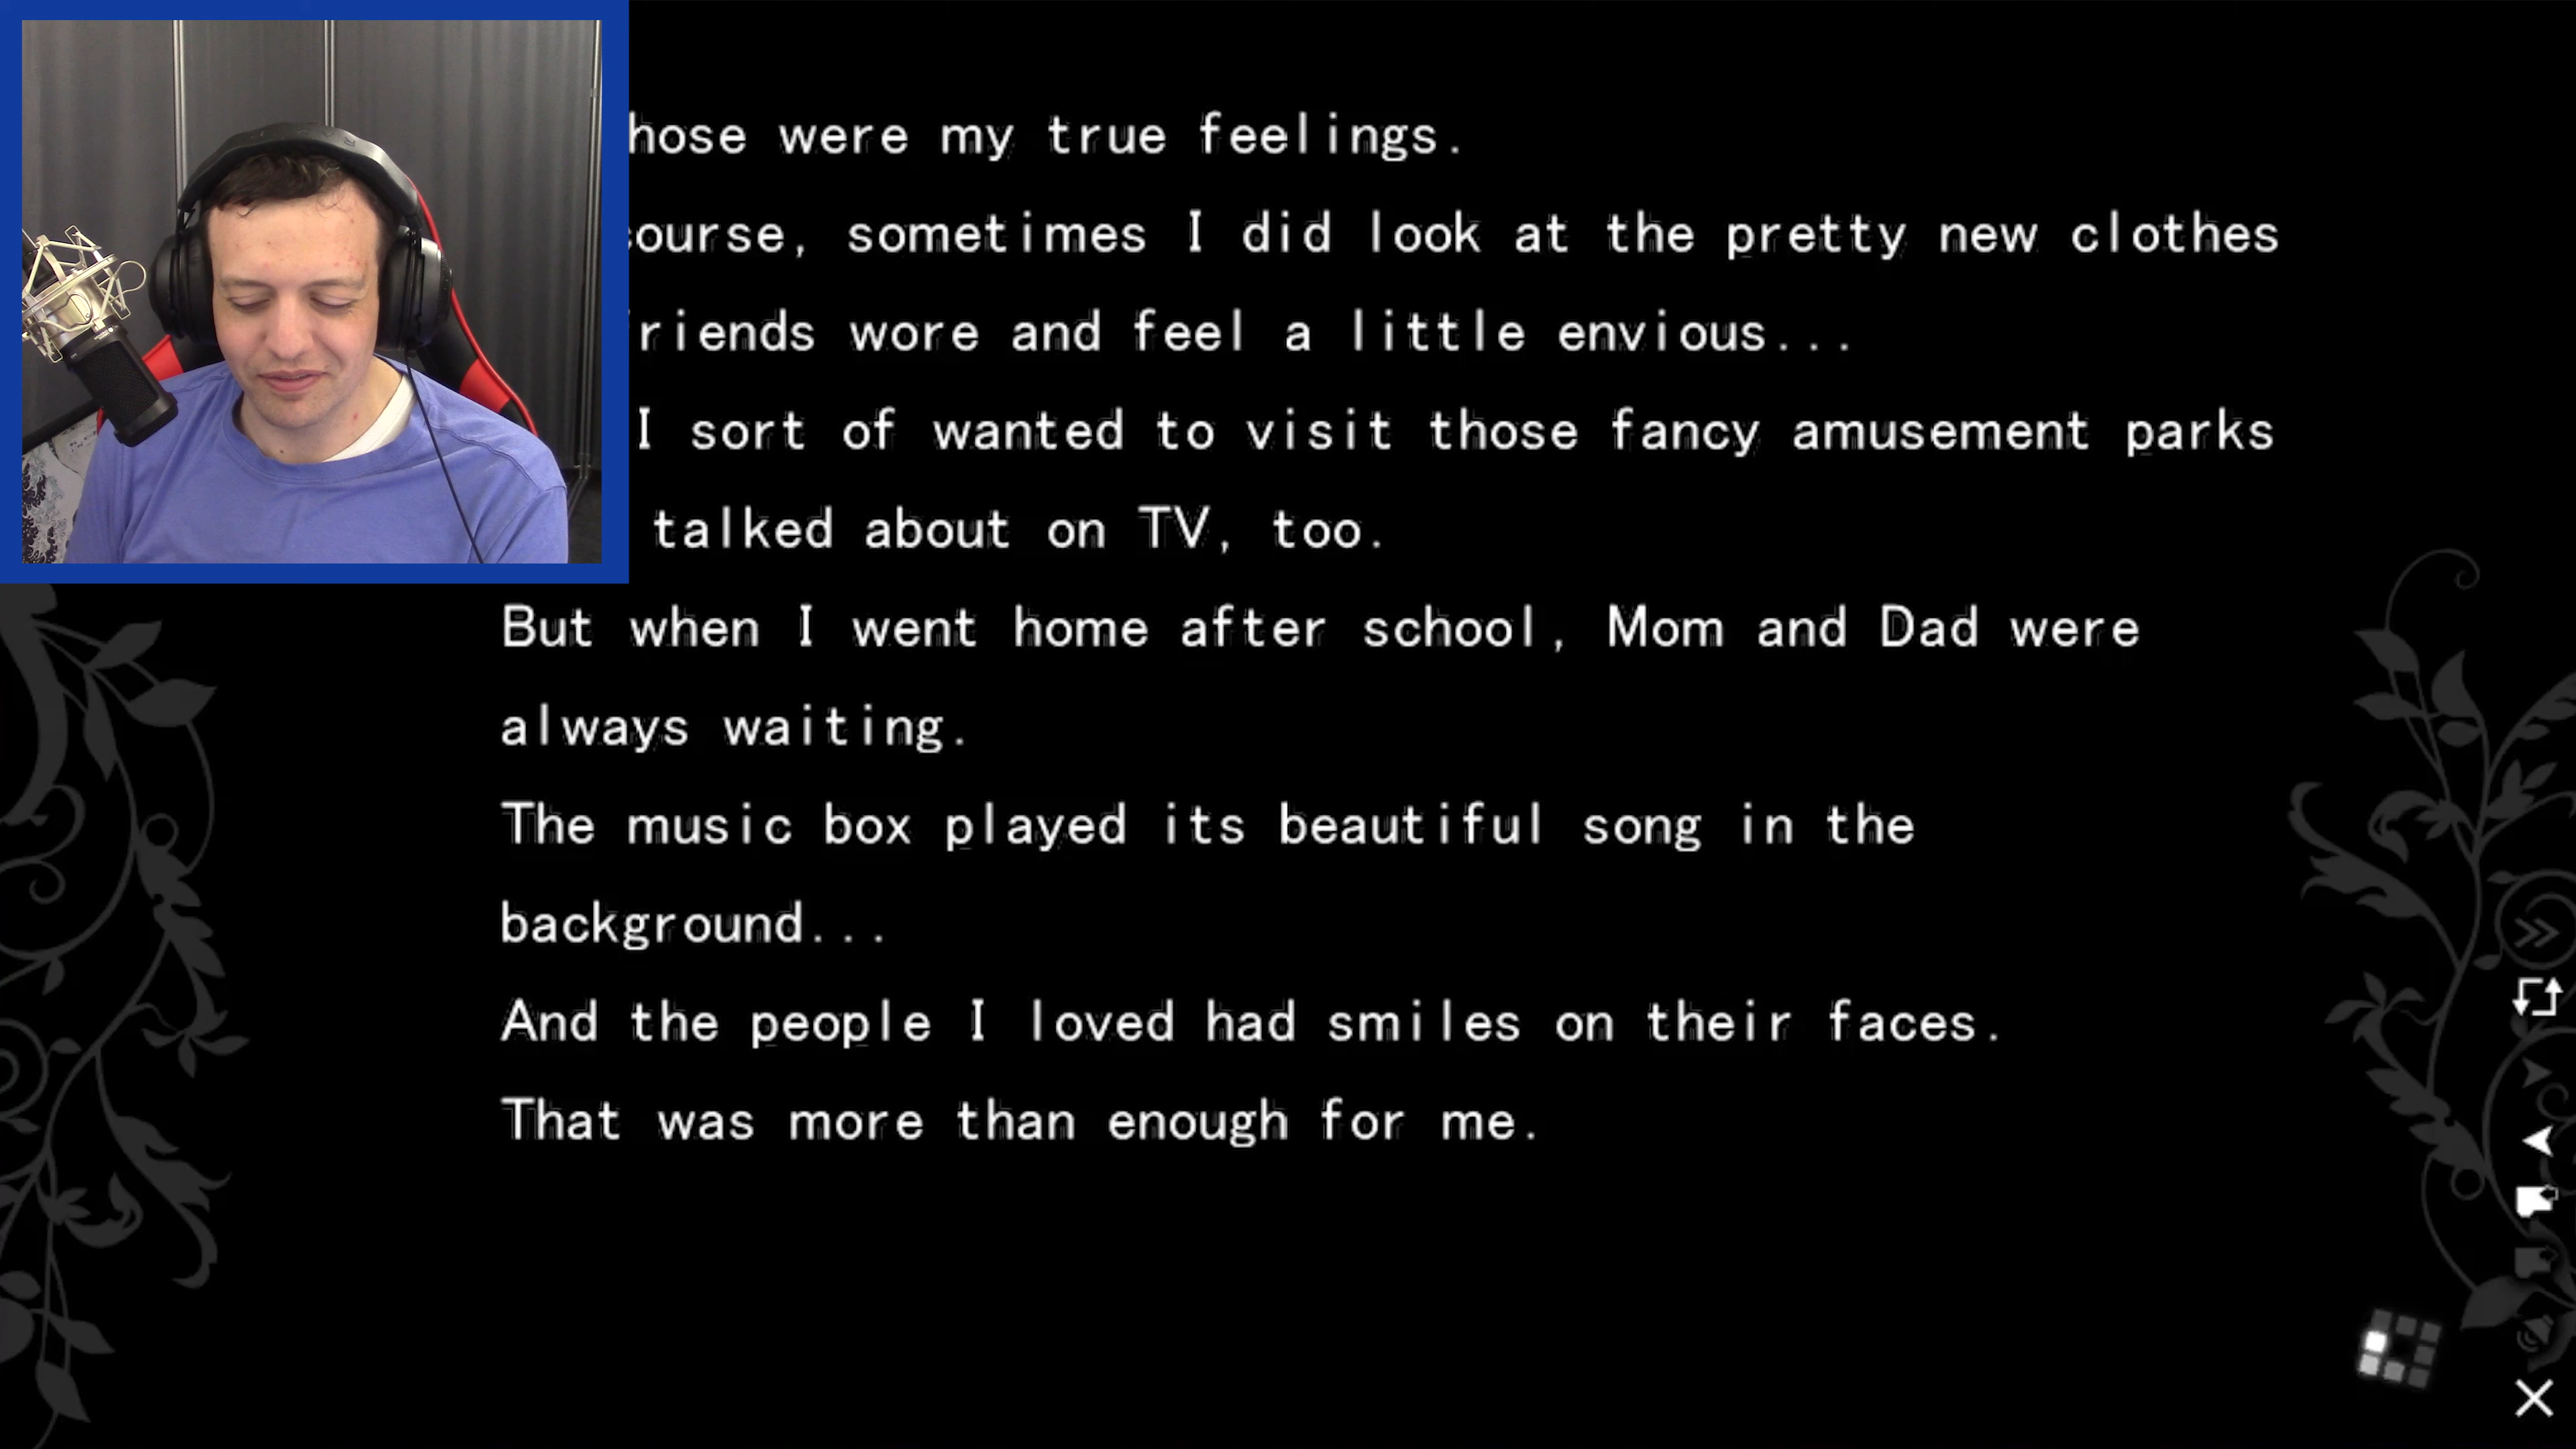 hose were my true feelings.
ourse, sometimes I did look at the pretty new clothes
riends wore and feel a little envious...
I sort of wanted to visit those fancy amusement parks
talked about on TV, too.
But when I went home after school, Mom and Dad were
always waiting.
The music box played its beautiful song in the
background...
And the people I loved had smiles on their faces.
That was more than enough for me.